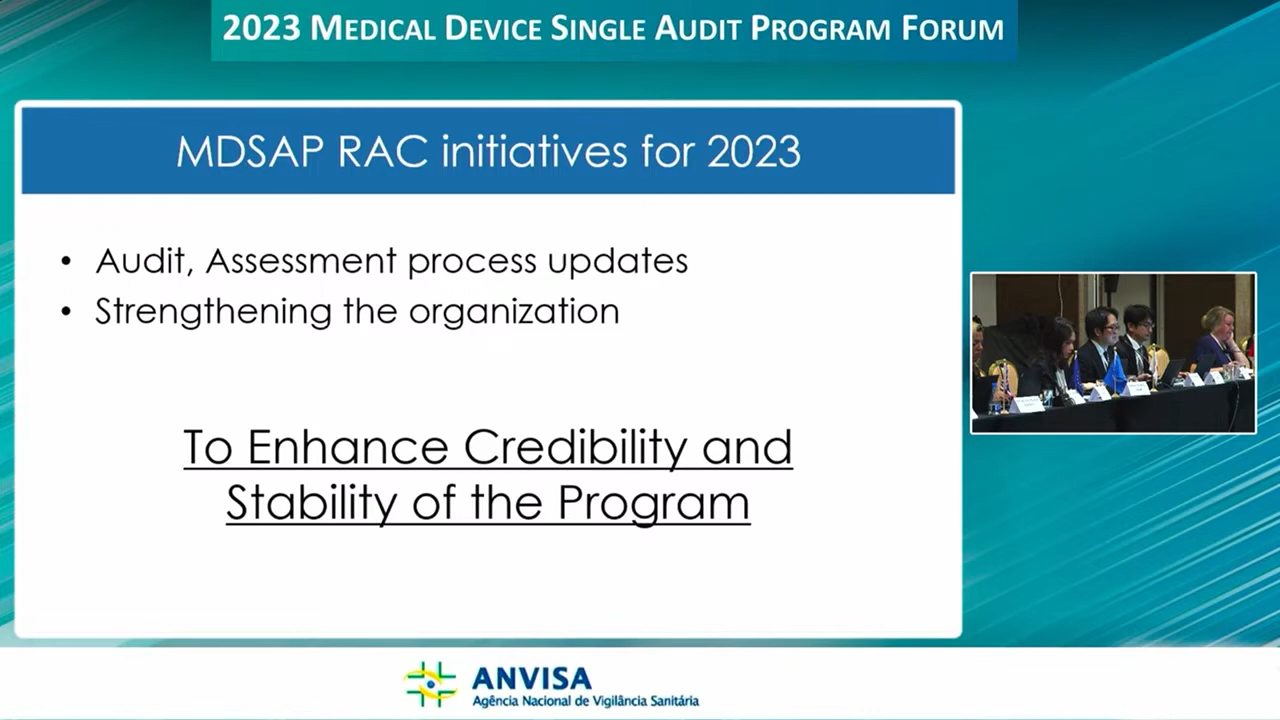 2023 MEDICAL DEVICE SINGLE AUDIT PROGRAM FORUM
MDSAP RAC initiatives for 2023
• Audit, Assessment process updates
• Strengthening the organization
To Enhance Credibility and
Stability of the Program
ANVISA
Agência Nacional de Vigilância Sanitária